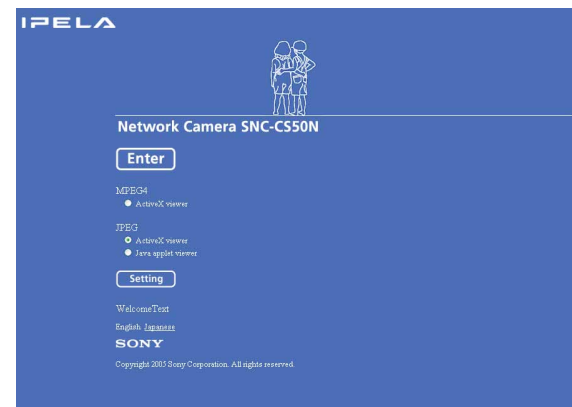 IPELA
Network Camera SNC-CS50N
Enter
MPEG4
ActiveX viewer
JPEG
ActiveX viewer
Java applet viewer
Setting
WelcomeText
English Japanese
SONY
Copyright 2005 Sony Corporation. All rights reserved.